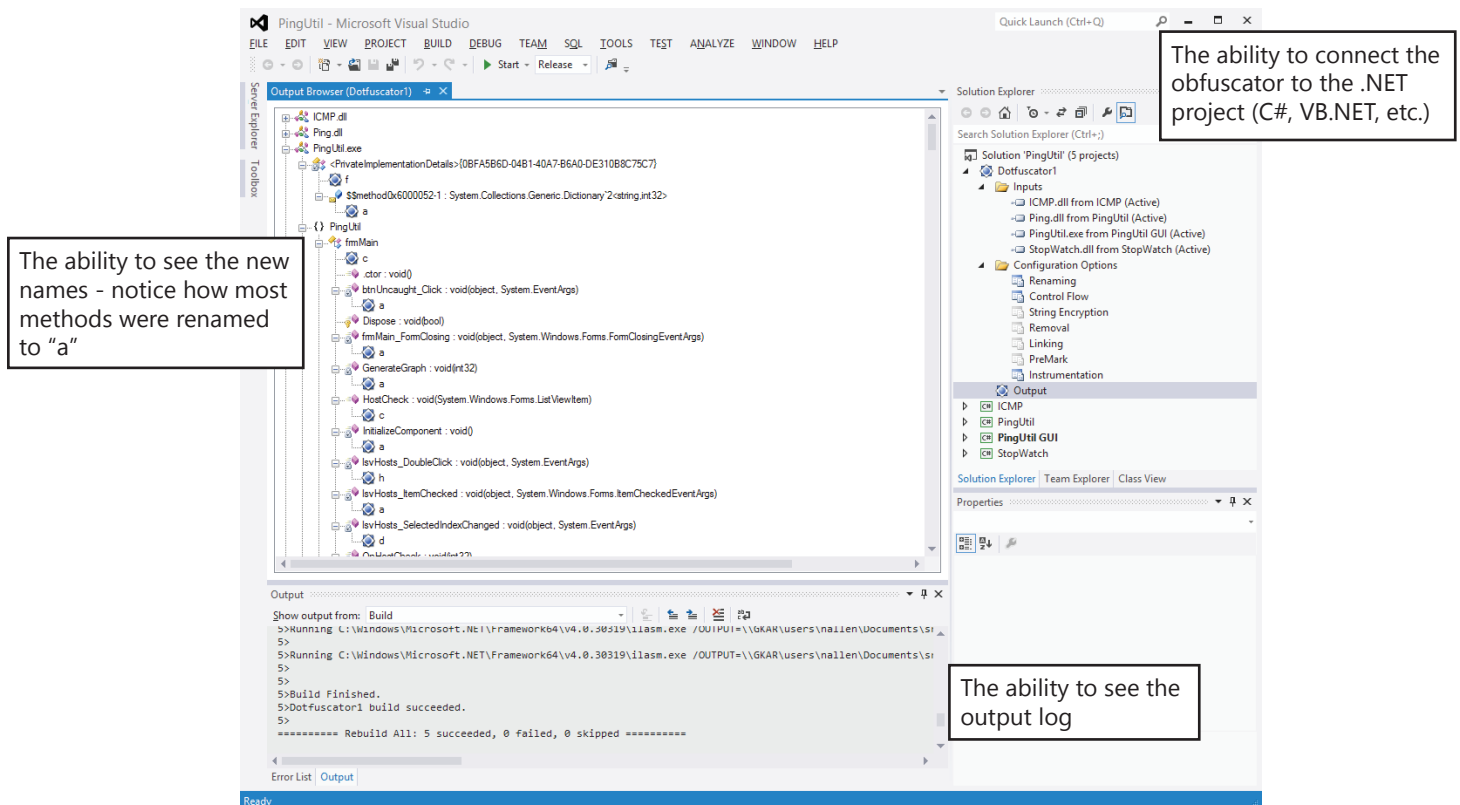 PingUtil - Microsoft Visual Studio
Quick Launch (Ctrl+Q)
FILE EDIT VIEW PROJECT BUILD DEBUG TEAM SQL TOOLS TEST ANALYZE WINDOW HELP
Start Release
The ability to connect the
obfuscator to the .NET
project (C#, VB.NET, etc.)
Server Explorer
Toolbox
Output Browser (Dotfuscator1)
ICMP.dll
Ping.dll
PingUtil.exe
<PrivateImplementationDetails>{0BFA5B6D-04B1-40A7-B6A0-DE310B8C75C7}
f
$$method0x6000052-1 : System.Collections.Generic.Dictionary`2<string,int32>
a
{} PingUtil
frmMain
c
.ctor : void()
btnUncaught_Click : void(object, System.EventArgs)
a
Dispose : void(bool)
frmMain_FormClosing : void(object, System.Windows.Forms.FormClosingEventArgs)
a
GenerateGraph : void(int32)
a
HostCheck : void(System.Windows.Forms.ListViewItem)
c
InitializeComponent : void()
a
lsvHosts_DoubleClick : void(object, System.EventArgs)
h
lsvHosts_ItemChecked : void(object, System.Windows.Forms.ItemCheckedEventArgs)
a
lsvHosts_SelectedIndexChanged : void(object, System.EventArgs)
d
OnHostCheck : void(int32)
The ability to see the new
names - notice how most
methods were renamed
to “a”
Solution Explorer
Search Solution Explorer (Ctrl+;)
Solution 'PingUtil' (5 projects)
Dotfuscator1
Inputs
ICMP.dll from ICMP (Active)
Ping.dll from PingUtil (Active)
PingUtil.exe from PingUtil GUI (Active)
StopWatch.dll from StopWatch (Active)
Configuration Options
Renaming
Control Flow
String Encryption
Removal
Linking
PreMark
Instrumentation
Output
C# ICMP
C# PingUtil
C# PingUtil GUI
C# StopWatch
Solution Explorer Team Explorer Class View
Properties
Output
Show output from: Build
5>Running C:\Windows\Microsoft.NET\Framework64\v4.0.30319\ilasm.exe /OUTPUT=\\GKAR\users\nallen\Documents\
5>
5>Running C:\Windows\Microsoft.NET\Framework64\v4.0.30319\ilasm.exe /OUTPUT=\\GKAR\users\nallen\Documents\
5>
5>
5>Build Finished.
5>Dotfuscator1 build succeeded.
5>
========== Rebuild All: 5 succeeded, 0 failed, 0 skipped ==========
The ability to see the
output log
Error List Output
Ready